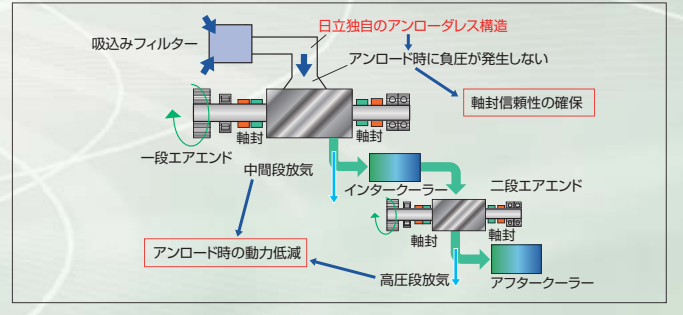 日立独自のアンローダレス構造
吸込みフィルター
アンロード時に負圧が発生しない
軸封信頼性の確保
軸封
軸封
一段エアエンド
中間段放気
インタークーラー
二段エアエンド
軸封
軸封
アンロード時の動力低減
高圧段放気
アフタークーラー